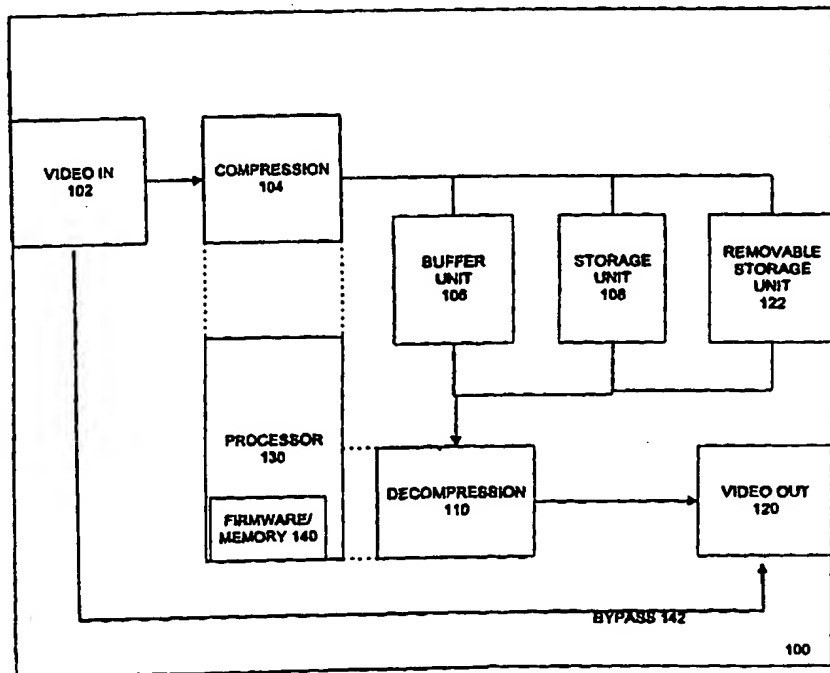 VIDEO IN
102
COMPRESSION
104
BUFFER
UNIT
106
STORAGE
UNIT
108
REMOVABLE
STORAGE
UNIT
122
PROCESSOR
130
FIRMWARE/
MEMORY 140
DECOMPRESSION
110
VIDEO OUT
120
BYPASS 142
100